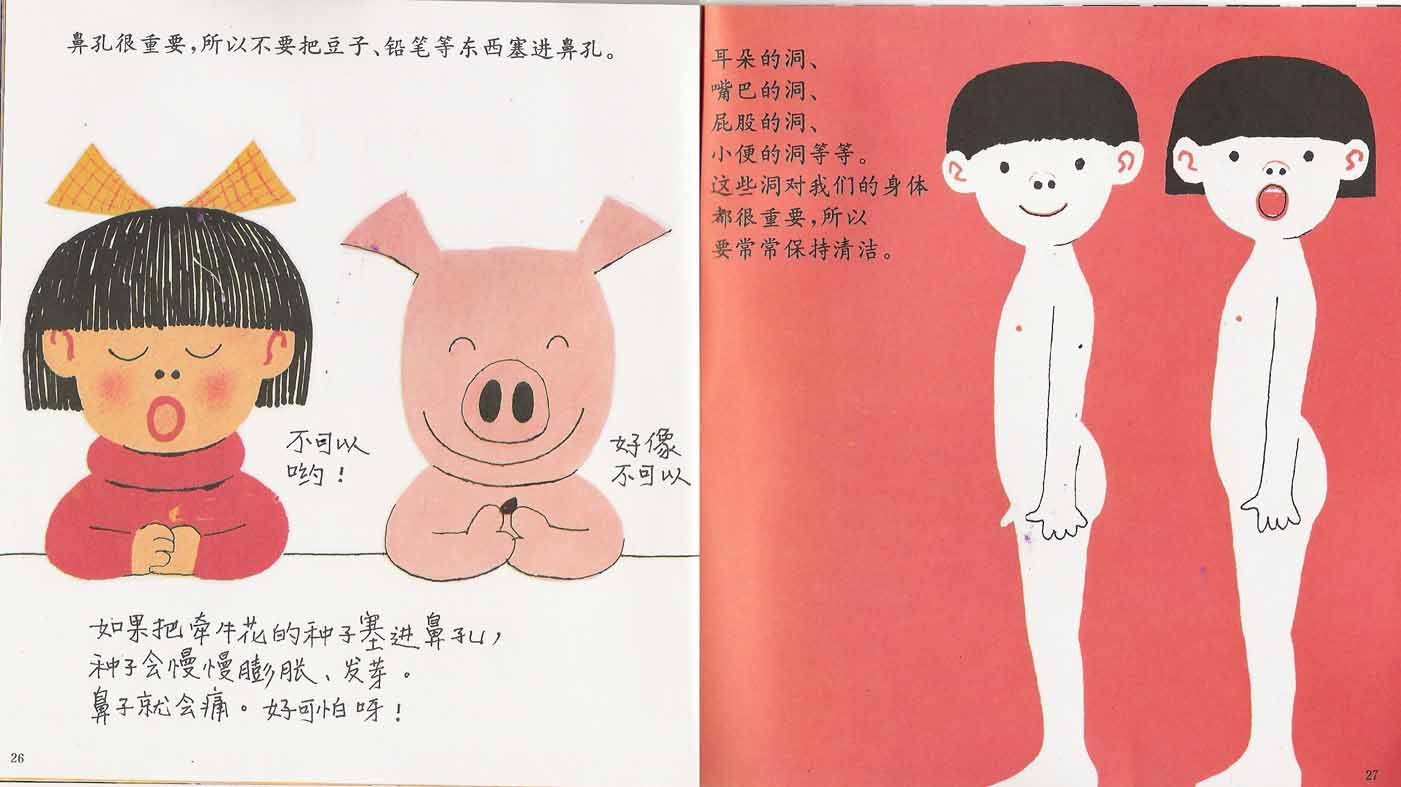 鼻孔很重要,所以不要把豆子、铅笔等东西塞进鼻孔。
不可以
哟!
好像
不可以
如果把牵牛花的种子塞进鼻孔,
种子会慢慢膨胀、发芽。
鼻子就会痛。好可怕呀!
26
耳朵的洞、
嘴巴的洞、
屁股的洞、
小便的洞等等。
这些洞对我们的身体
都很重要,所以
要常常保持清洁。
27